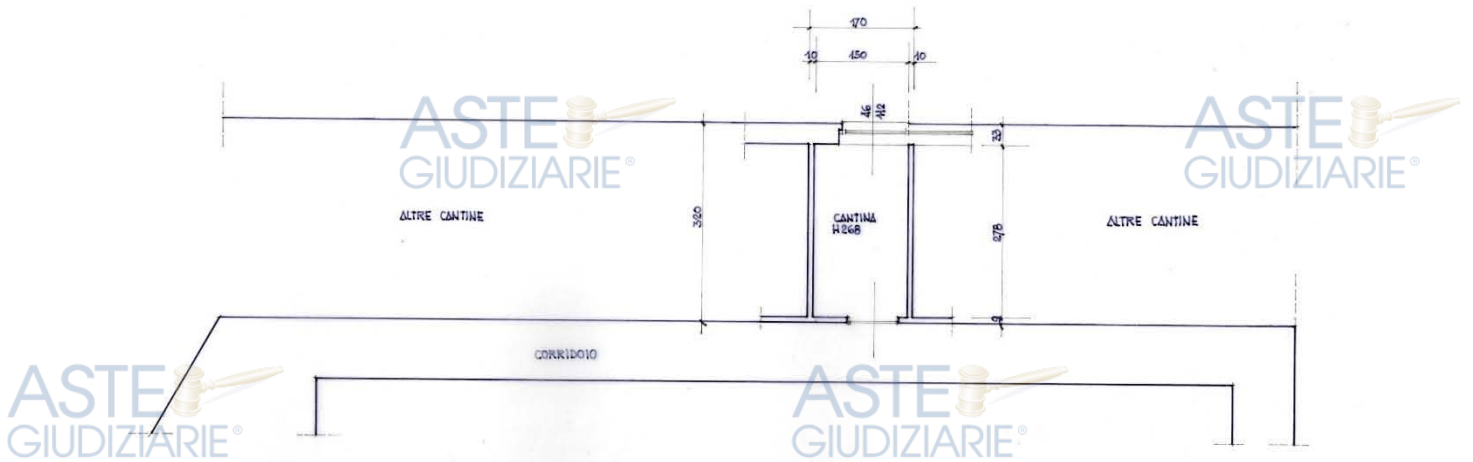 170
10 150 10
46
112
33
ASTE
GIUDIZIARIE®
ASTE
GIUDIZIARIE®
ALTRE CANTINE
320
CANTINA
H268
278
ALTRE CANTINE
9
CORRIDOIO
ASTE
GIUDIZIARIE®
ASTE
GIUDIZIARIE®